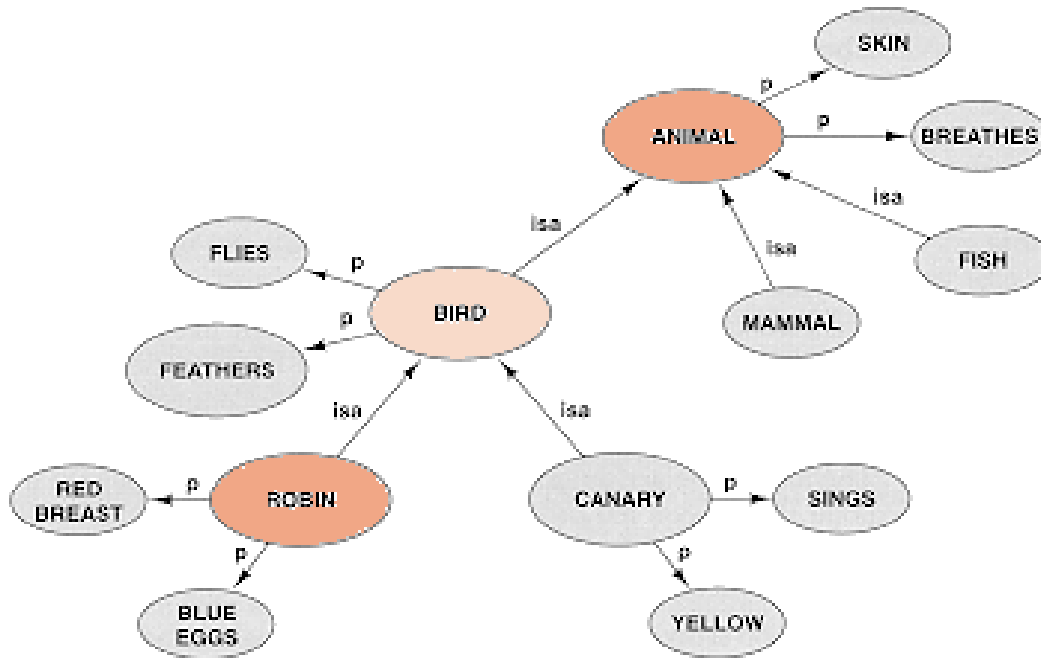 SKIN
p
ANIMAL
p
BREATHES
isa
isa
isa
FISH
FLIES
p
BIRD
MAMMAL
p
FEATHERS
isa
isa
RED
BREAST
p
ROBIN
CANARY
p
SINGS
p
p
BLUE
EGGS
YELLOW